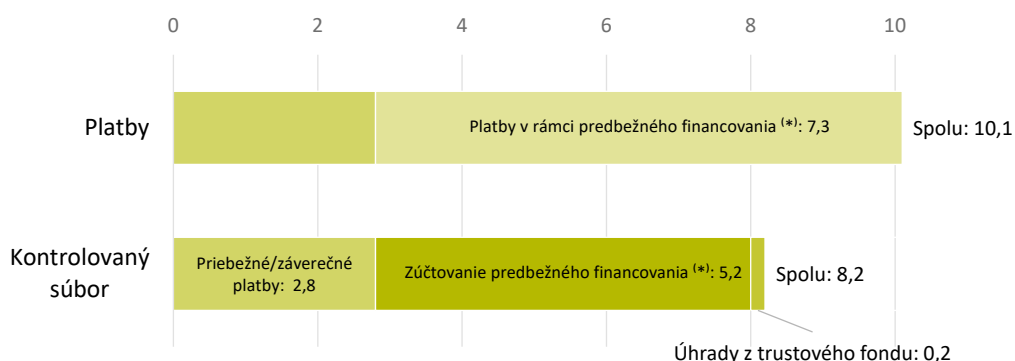 0 2 4 6 8 10
Platby
Platby v rámci predbežného financovania (*): 7,3
Spolu: 10,1
Kontrolovaný
súbor
Priebežné/záverečné
platby: 2,8
Zúčtovanie predbežného financovania (*): 5,2
Spolu: 8,2
Úhrady z trustového fondu: 0,2